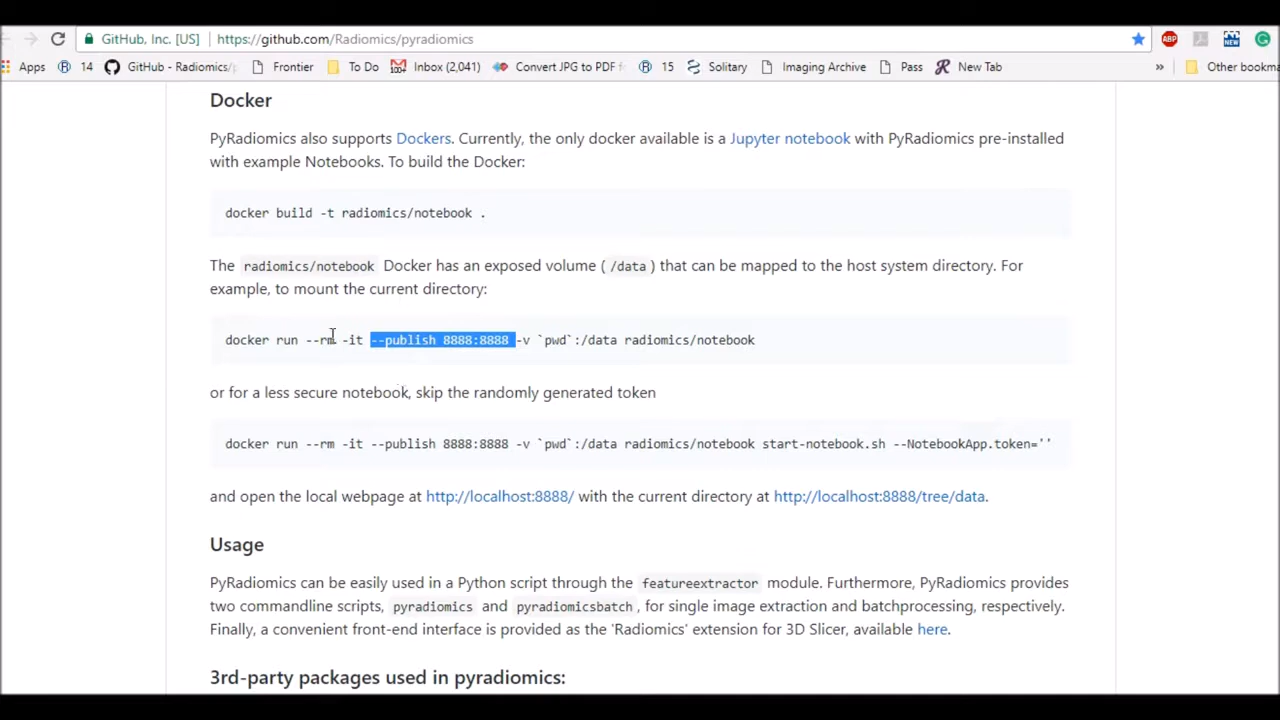 GitHub, Inc. [US] https://github.com/Radiomics/pyradiomics
ABP NEW
Apps 14 GitHub - Radiomics/p Frontier To Do 100+ Inbox (2,041) Convert JPG to PDF f 15 Solitary Imaging Archive Pass New Tab » Other bookma
Docker
PyRadiomics also supports Dockers. Currently, the only docker available is a Jupyter notebook with PyRadiomics pre-installed
with example Notebooks. To build the Docker:
docker build -t radiomics/notebook .
The radiomics/notebook Docker has an exposed volume ( /data ) that can be mapped to the host system directory. For
example, to mount the current directory:
docker run --rm -it --publish 8888:8888 -v `pwd`:/data radiomics/notebook
or for a less secure notebook, skip the randomly generated token
docker run --rm -it --publish 8888:8888 -v `pwd`:/data radiomics/notebook start-notebook.sh --NotebookApp.token=''
and open the local webpage at http://localhost:8888/ with the current directory at http://localhost:8888/tree/data.
Usage
PyRadiomics can be easily used in a Python script through the featureextractor module. Furthermore, PyRadiomics provides
two commandline scripts, pyradiomics and pyradiomicsbatch, for single image extraction and batchprocessing, respectively.
Finally, a convenient front-end interface is provided as the 'Radiomics' extension for 3D Slicer, available here.
3rd-party packages used in pyradiomics: